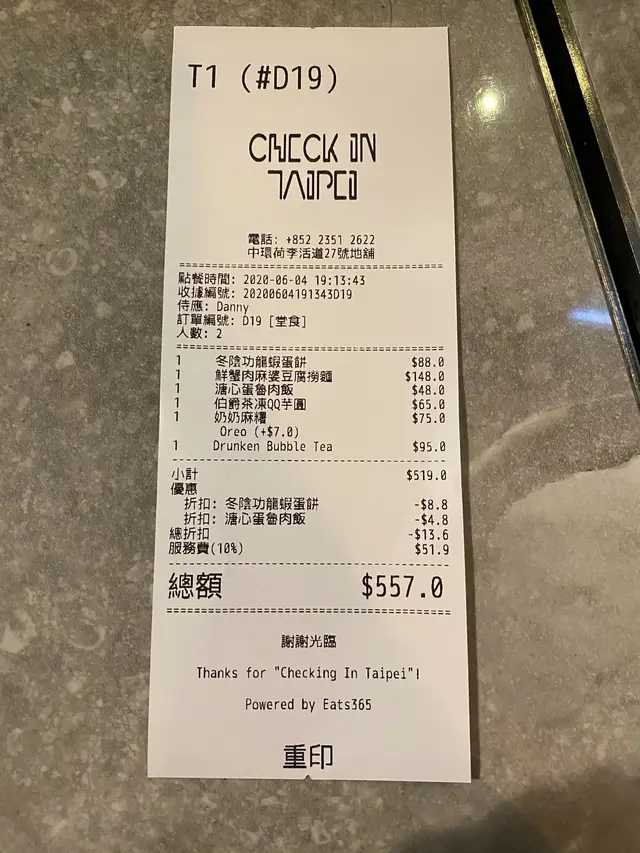 T1 (#D19)
CHECK IN
TAIPEI
電話: +852 2351 2622
中環荷李活道27號地舖
點餐時間: 2020-06-04 19:13:43
收據編號: 20200604191343D19
侍應: Danny
訂單編號: D19 [堂食]
人數: 2
1 冬陰功龍蝦蛋餅 $88.0
1 鮮蟹肉麻婆豆腐撈麵 $148.0
1 溏心蛋魯肉飯 $48.0
1 伯爵茶凍QQ芋圓 $65.0
1 奶奶麻糬 $75.0
Oreo (+$7.0)
1 Drunken Bubble Tea $95.0
小計 $519.0
優惠
折扣: 冬陰功龍蝦蛋餅 -$8.8
折扣: 溏心蛋魯肉飯 -$4.8
總折扣 -$13.6
服務費(10%) $51.9
總額 $557.0
謝謝光臨
Thanks for "Checking In Taipei"!
Powered by Eats365
重印